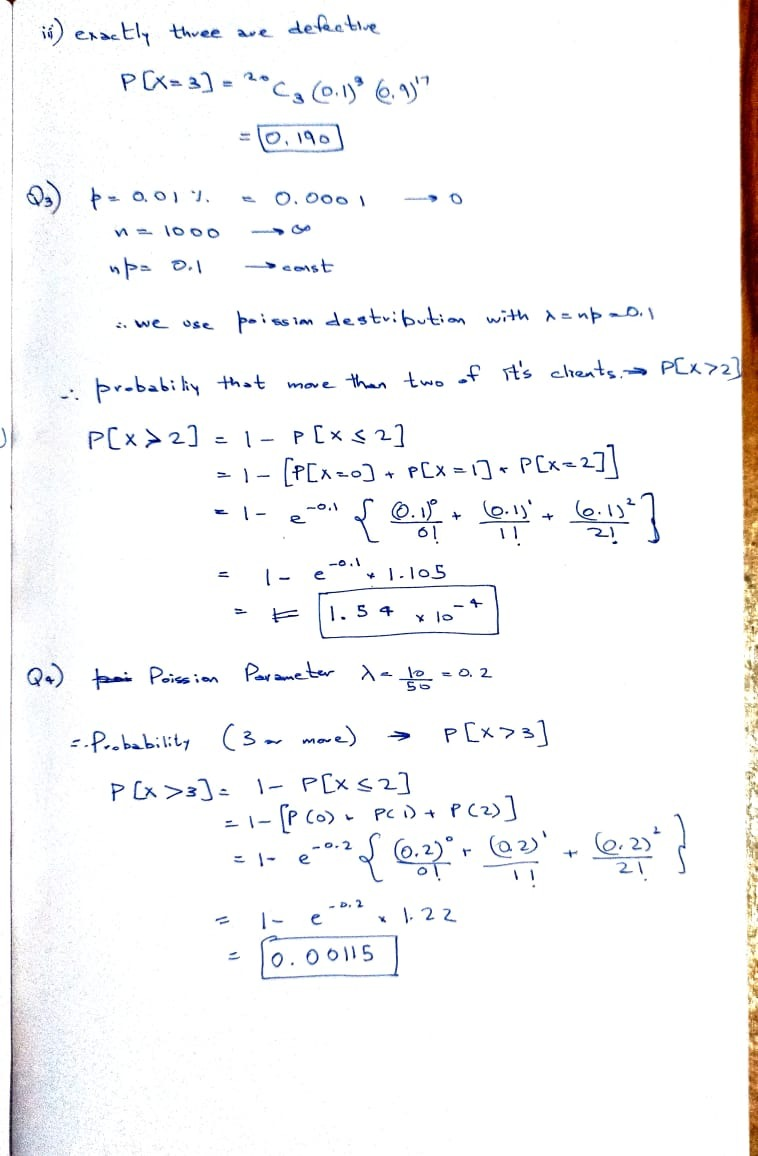 iii) exactly three are defective
P[X=3] = ²⁰C₃ (0.1)³ (0.9)¹⁷
= 0.190
Q3) p = 0.01 % = 0.0001 → 0
n = 1000 → ∞
np = 0.1 → const
∴ we use poission destribution with λ = np = 0.1
∴ probabiliy that more than two of it's clients → P[X>2]
P[X>2] = 1 - P[X ≤ 2]
= 1 - [P[X=0] + P[X=1] + P[X=2]]
= 1 - e^-0.1 { (0.1)⁰/0! + (0.1)¹/1! + (0.1)²/2! }
= 1 - e^-0.1 × 1.105
= 1.54 × 10⁻⁴
Q4) Poission Parameter λ = 10/50 = 0.2
∴ Probability (3 or more) → P[X>3]
P[X>3] = 1 - P[X≤2]
= 1 - [P(0) + P(1) + P(2)]
= 1 - e^-0.2 { (0.2)⁰/0! + (0.2)¹/1! + (0.2)²/2! }
= 1 - e^-0.2 × 1.22
= 0.00115